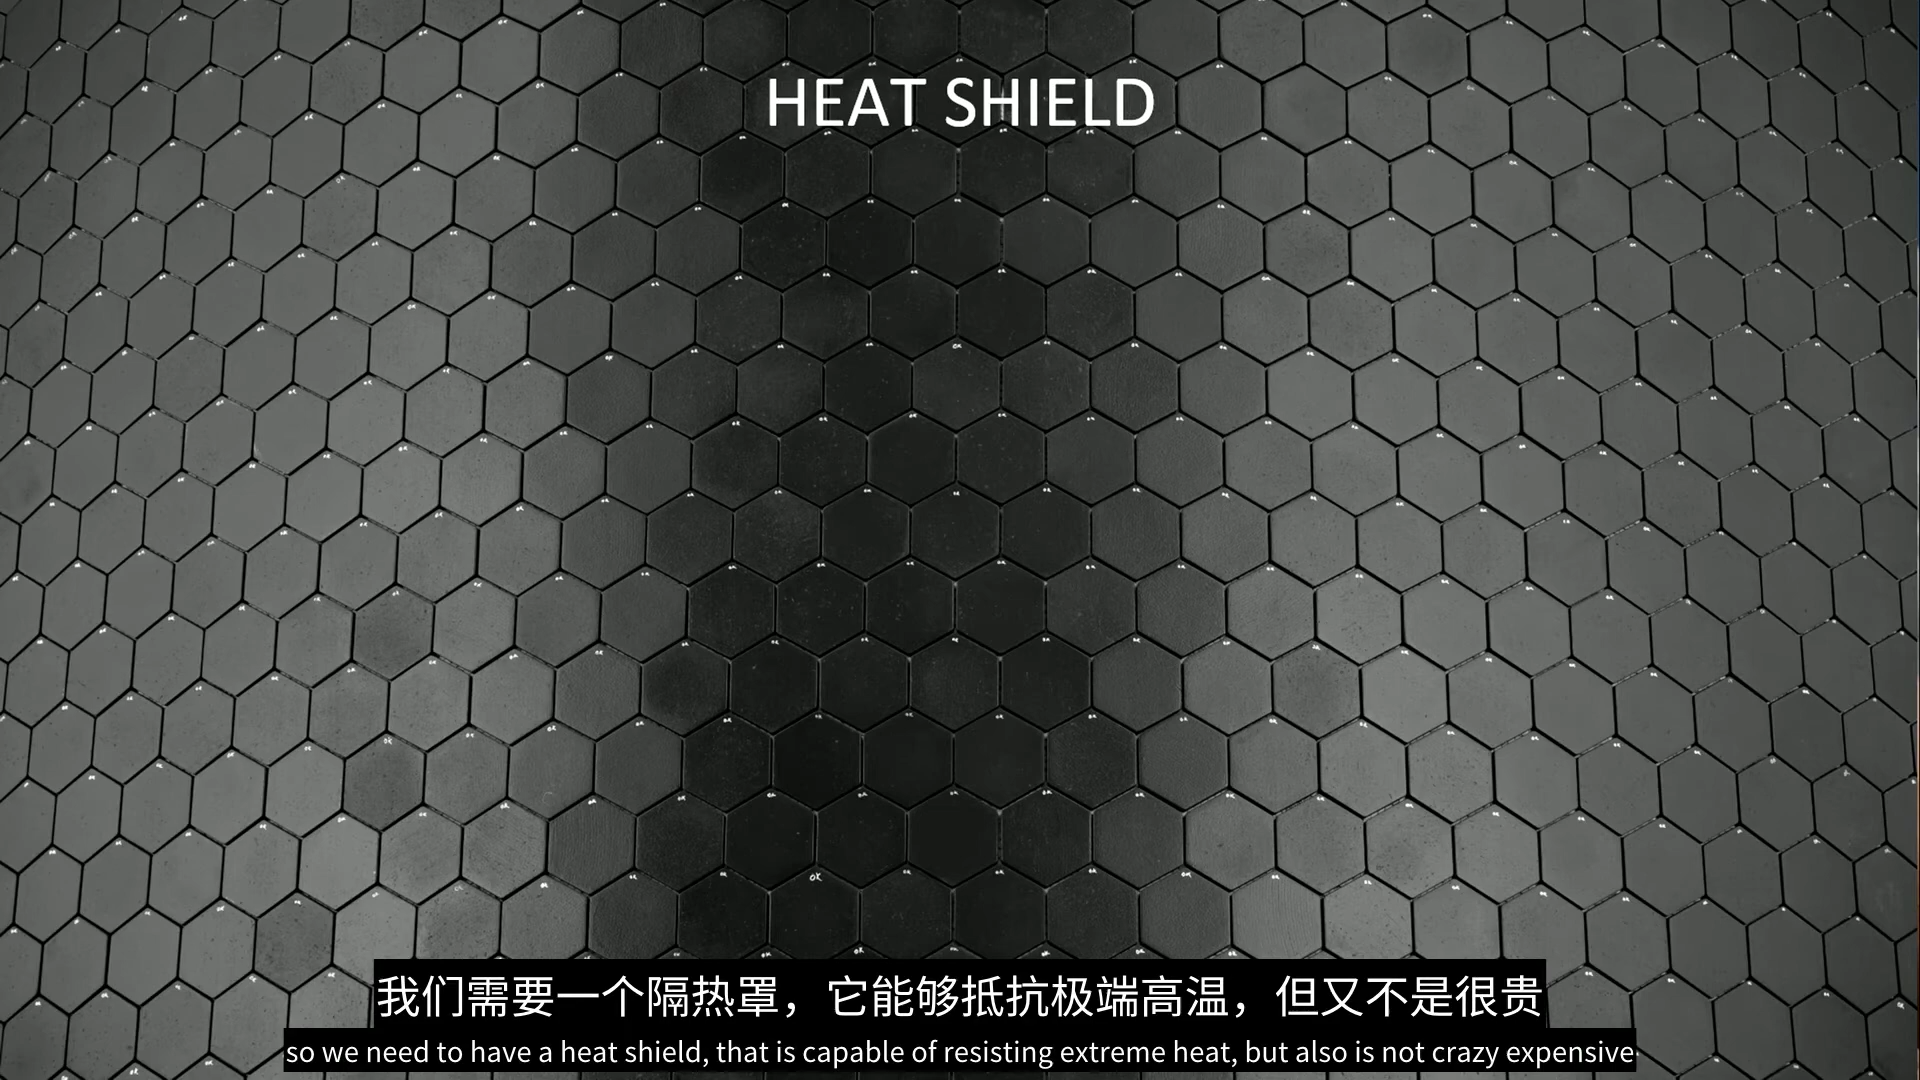 HEAT SHIELD
OK
我们需要一个隔热罩，它能够抵抗极端高温，但又不是很贵
so we need to have a heat shield, that is capable of resisting extreme heat, but also is not crazy expensive